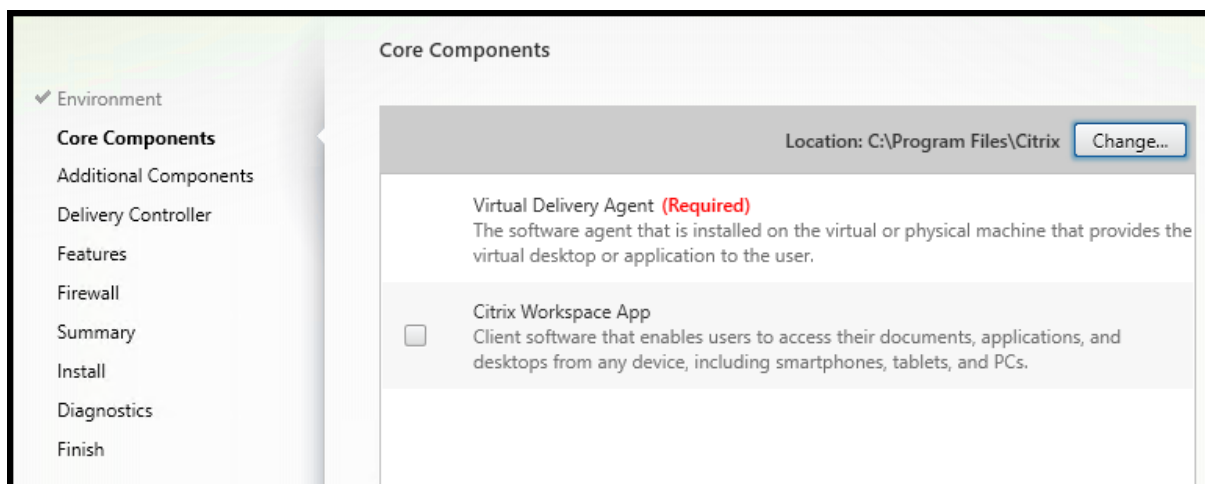 Core Components
Environment
Core Components
Additional Components
Delivery Controller
Features
Firewall
Summary
Install
Diagnostics
Finish
Location: C:\Program Files\Citrix
Change...
Virtual Delivery Agent (Required)
The software agent that is installed on the virtual or physical machine that provides the
virtual desktop or application to the user.
Citrix Workspace App
Client software that enables users to access their documents, applications, and
desktops from any device, including smartphones, tablets, and PCs.